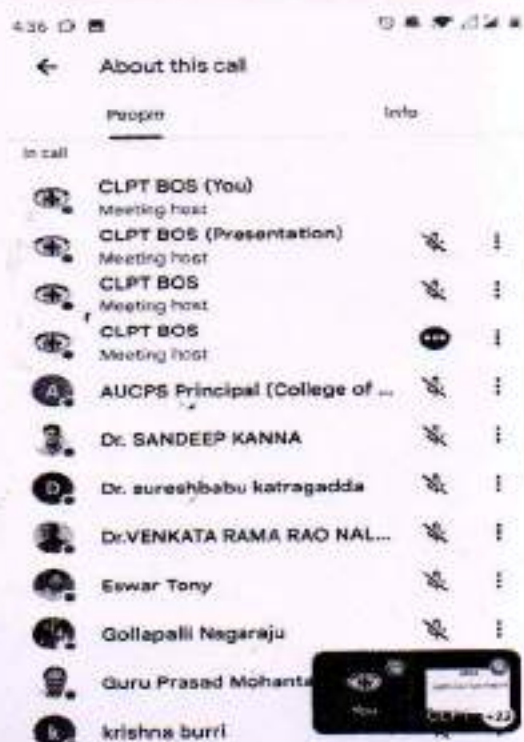 4:36
About this call
People
Info
In call
CLPT BOS (You)
Meeting host
CLPT BOS (Presentation)
Meeting host
CLPT BOS
Meeting host
CLPT BOS
Meeting host
A
AUCPS Principal (College of ...
Dr. SANDEEP KANNA
D
Dr. sureshbabu katragadda
Dr.VENKATA RAMA RAO NAL...
Eswar Tony
Gollapalli Nagaraju
Guru Prasad Mohanta
You
CLPT
+23
k
krishna burri